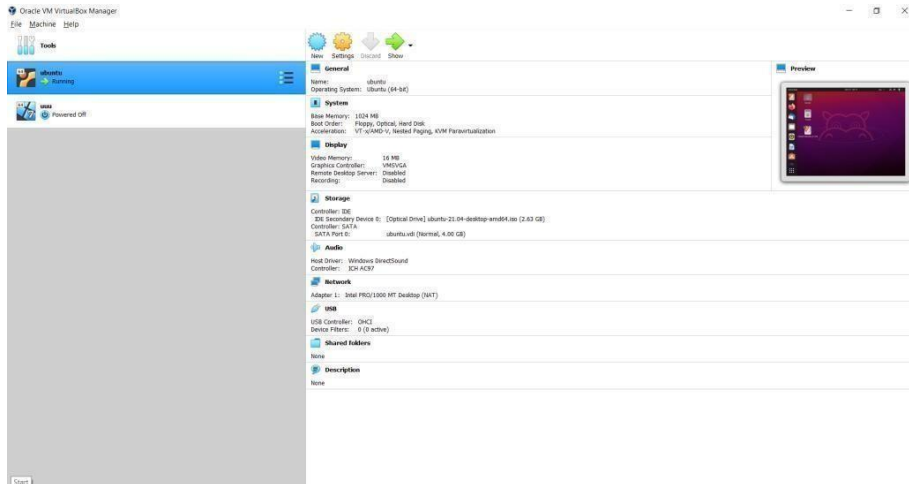 Oracle VM VirtualBox Manager
File Machine Help
Tools
New Settings Discard Show
ubuntu
Running
uuu
Powered Off
General
Name: ubuntu
Operating System: Ubuntu (64-bit)
System
Base Memory: 1024 MB
Boot Order: Floppy, Optical, Hard Disk
Acceleration: VT-x/AMD-V, Nested Paging, KVM Paravirtualization
Display
Video Memory: 16 MB
Graphics Controller: VMSVGA
Remote Desktop Server: Disabled
Recording: Disabled
Storage
Controller: IDE
IDE Secondary Device 0: [Optical Drive] ubuntu-21.04-desktop-amd64.iso (2.63 GB)
Controller: SATA
SATA Port 0: ubuntu.vdi (Normal, 4.00 GB)
Audio
Host Driver: Windows DirectSound
Controller: ICH AC97
Network
Adapter 1: Intel PRO/1000 MT Desktop (NAT)
USB
USB Controller: OHCI
Device Filters: 0 (0 active)
Shared folders
None
Description
None
Preview
Start